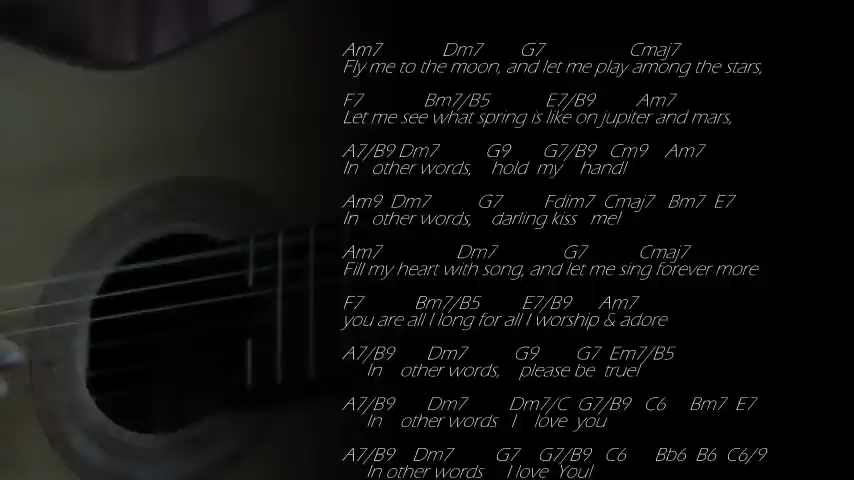 Am7 Dm7 G7 Cmaj7
Fly me to the moon, and let me play among the stars,
F7 Bm7/B5 E7/B9 Am7
Let me see what spring is like on jupiter and mars,
A7/B9 Dm7 G9 G7/B9 Cm9 Am7
In other words, hold my hand!
Am9 Dm7 G7 Fdim7 Cmaj7 Bm7 E7
In other words, darling kiss me!
Am7 Dm7 G7 Cmaj7
Fill my heart with song, and let me sing forever more
F7 Bm7/B5 E7/B9 Am7
you are all I long for all I worship & adore
A7/B9 Dm7 G9 G7 Em7/B5
In other words, please be true!
A7/B9 Dm7 Dm7/C G7/B9 C6 Bm7 E7
In other words I love you
A7/B9 Dm7 G7 G7/B9 C6 Bb6 B6 C6/9
In other words I love You!